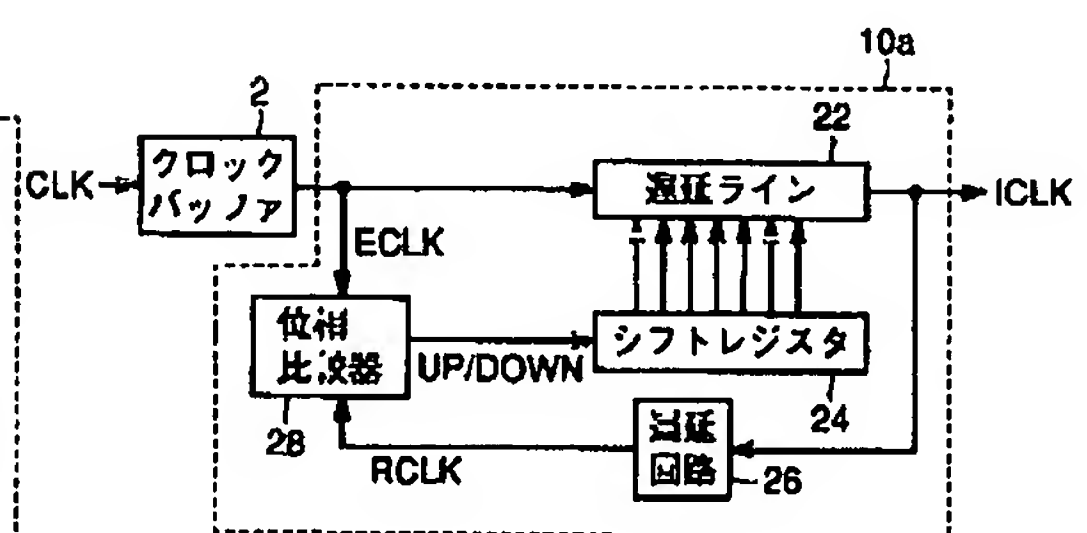 10a
2
22
クロック
バッファ
CLK
遅延ライン
ICLK
ECLK
位相
比較器
シフトレジスタ
UP/DOWN
28
24
遅延
回路
RCLK
26